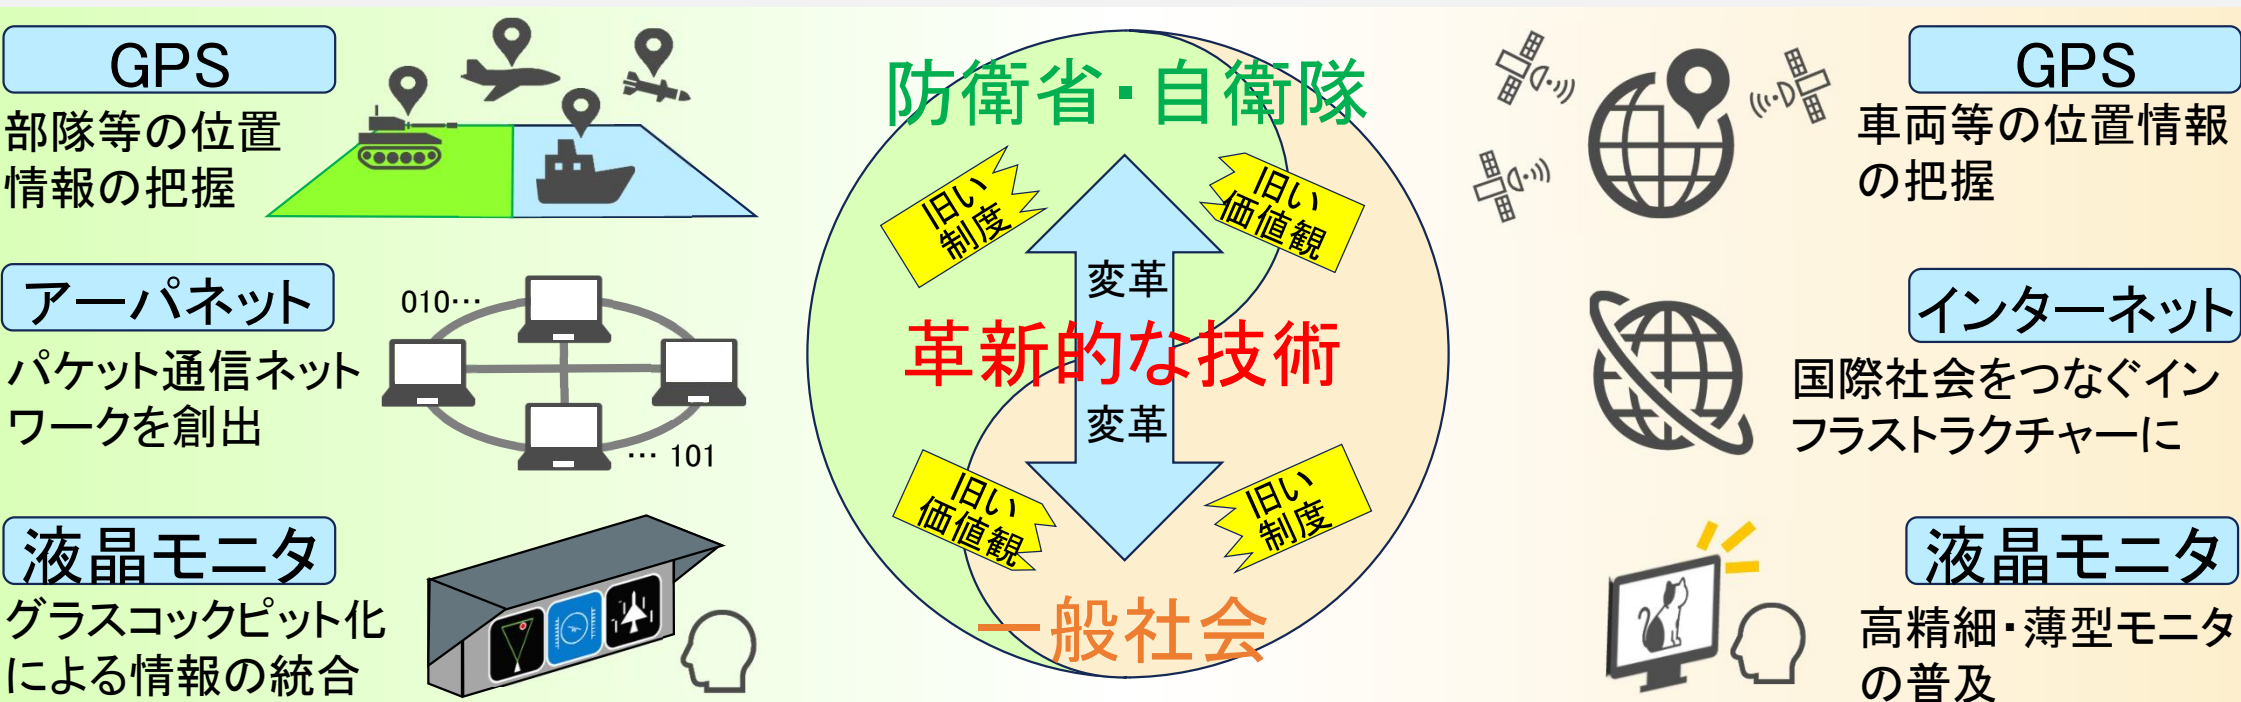 GPS
部隊等の位置
情報の把握
アーパネット
パケット通信ネット
ワークを創出
010…
… 101
液晶モニタ
グラスコックピット化
による情報の統合
防衛省・自衛隊
旧い
制度
旧い
価値観
変革
革新的な技術
変革
旧い
価値観
旧い
制度
一般社会
GPS
車両等の位置情報
の把握
インターネット
国際社会をつなぐイン
フラストラクチャーに
液晶モニタ
高精細・薄型モニタ
の普及